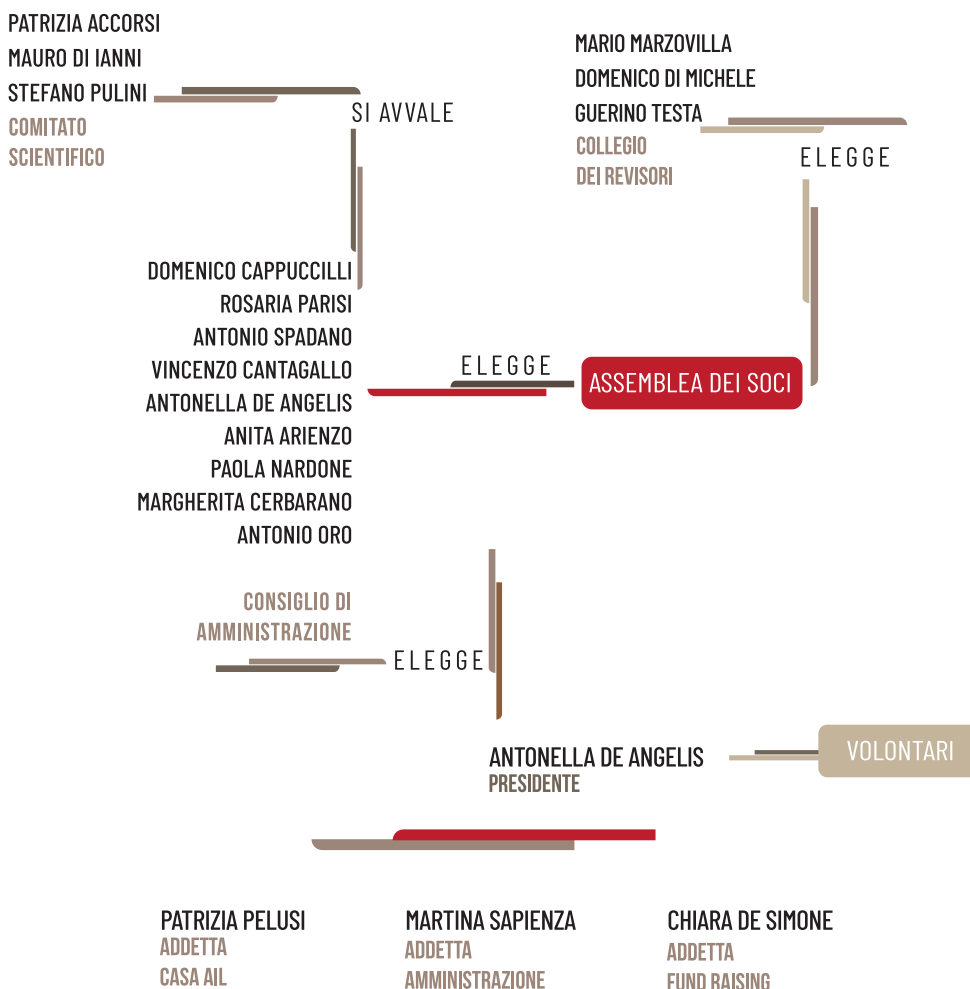 PATRIZIA ACCORSI
MAURO DI IANNI
STEFANO PULINI
COMITATO
SCIENTIFICO
SI AVVALE
MARIO MARZOVILLA
DOMENICO DI MICHELE
GUERINO TESTA
COLLEGIO
DEI REVISORI
ELEGGE
DOMENICO CAPPUCCILLI
ROSARIA PARISI
ANTONIO SPADANO
VINCENZO CANTAGALLO
ANTONELLA DE ANGELIS
ANITA ARIENZO
PAOLA NARDONE
MARGHERITA CERBARANO
ANTONIO ORO
CONSIGLIO DI
AMMINISTRAZIONE
ELEGGE
ASSEMBLEA DEI SOCI
ELEGGE
ANTONELLA DE ANGELIS
PRESIDENTE
VOLONTARI
PATRIZIA PELUSI
ADDETTA
CASA AIL
MARTINA SAPIENZA
ADDETTA
AMMINISTRAZIONE
CHIARA DE SIMONE
ADDETTA
FUND RAISING